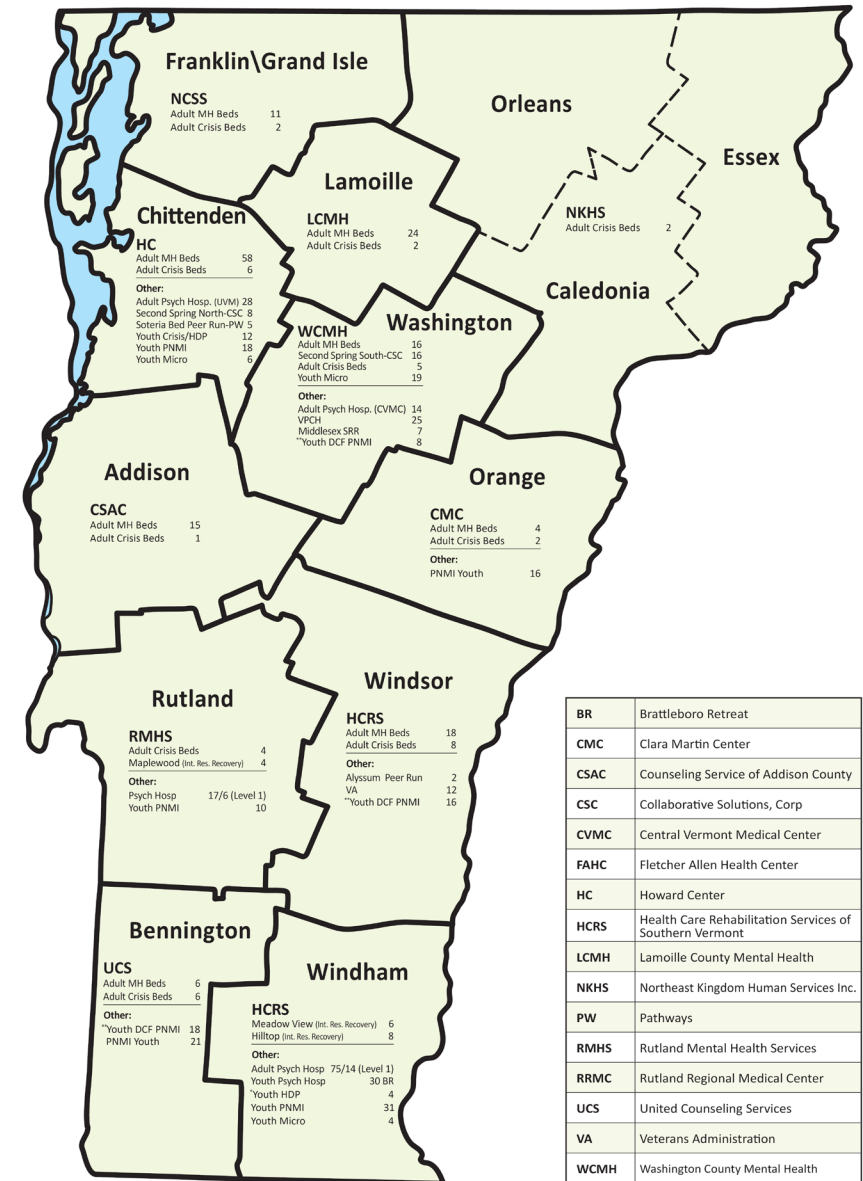 Franklin\Grand Isle
NCSS
Adult MH Beds 11
Adult Crisis Beds 2
Orleans
Essex
Lamoille
LCMH
Adult MH Beds 24
Adult Crisis Beds 2
NKHS
Adult Crisis Beds 2
Caledonia
Chittenden
HC
Adult MH Beds 58
Adult Crisis Beds 6
Other:
Adult Psych Hosp. (UVM) 28
Second Spring North-CSC 8
Soteria Bed Peer Run-PW 5
Youth Crisis/HDP 12
Youth PNMI 18
Youth Micro 6
Washington
WCMH
Adult MH Beds 16
Second Spring South-CSC 16
Adult Crisis Beds 5
Youth Micro 19
Other:
Adult Psych Hosp. (CVMC) 14
VPCH 25
Middlesex SRR 7
**Youth DCF PNMI 8
Addison
CSAC
Adult MH Beds 15
Adult Crisis Beds 1
Orange
CMC
Adult MH Beds 4
Adult Crisis Beds 2
Other:
PNMI Youth 16
Rutland
RMHS
Adult Crisis Beds 4
Maplewood (Int. Res. Recovery) 4
Other:
Psych Hosp 17/6 (Level 1)
Youth PNMI 10
Windsor
HCRS
Adult MH Beds 18
Adult Crisis Beds 8
Other:
Alyssum Peer Run 2
VA 12
**Youth DCF PNMI 16
Bennington
UCS
Adult MH Beds 6
Adult Crisis Beds 6
Other:
**Youth DCF PNMI 18
PNMI Youth 21
Windham
HCRS
Meadow View (Int. Res. Recovery) 6
Hilltop (Int. Res. Recovery) 8
Other:
Adult Psych Hosp 75/14 (Level 1)
Youth Psych Hosp 30 BR
*Youth HDP 4
Youth PNMI 31
Youth Micro 4
BR Brattleboro Retreat
CMC Clara Martin Center
CSAC Counseling Service of Addison County
CSC Collaborative Solutions, Corp
CVMC Central Vermont Medical Center
FAHC Fletcher Allen Health Center
HC Howard Center
HCRS Health Care Rehabilitation Services of
Southern Vermont
LCMH Lamoille County Mental Health
NKHS Northeast Kingdom Human Services Inc.
PW Pathways
RMHS Rutland Mental Health Services
RRMC Rutland Regional Medical Center
UCS United Counseling Services
VA Veterans Administration
WCMH Washington County Mental Health